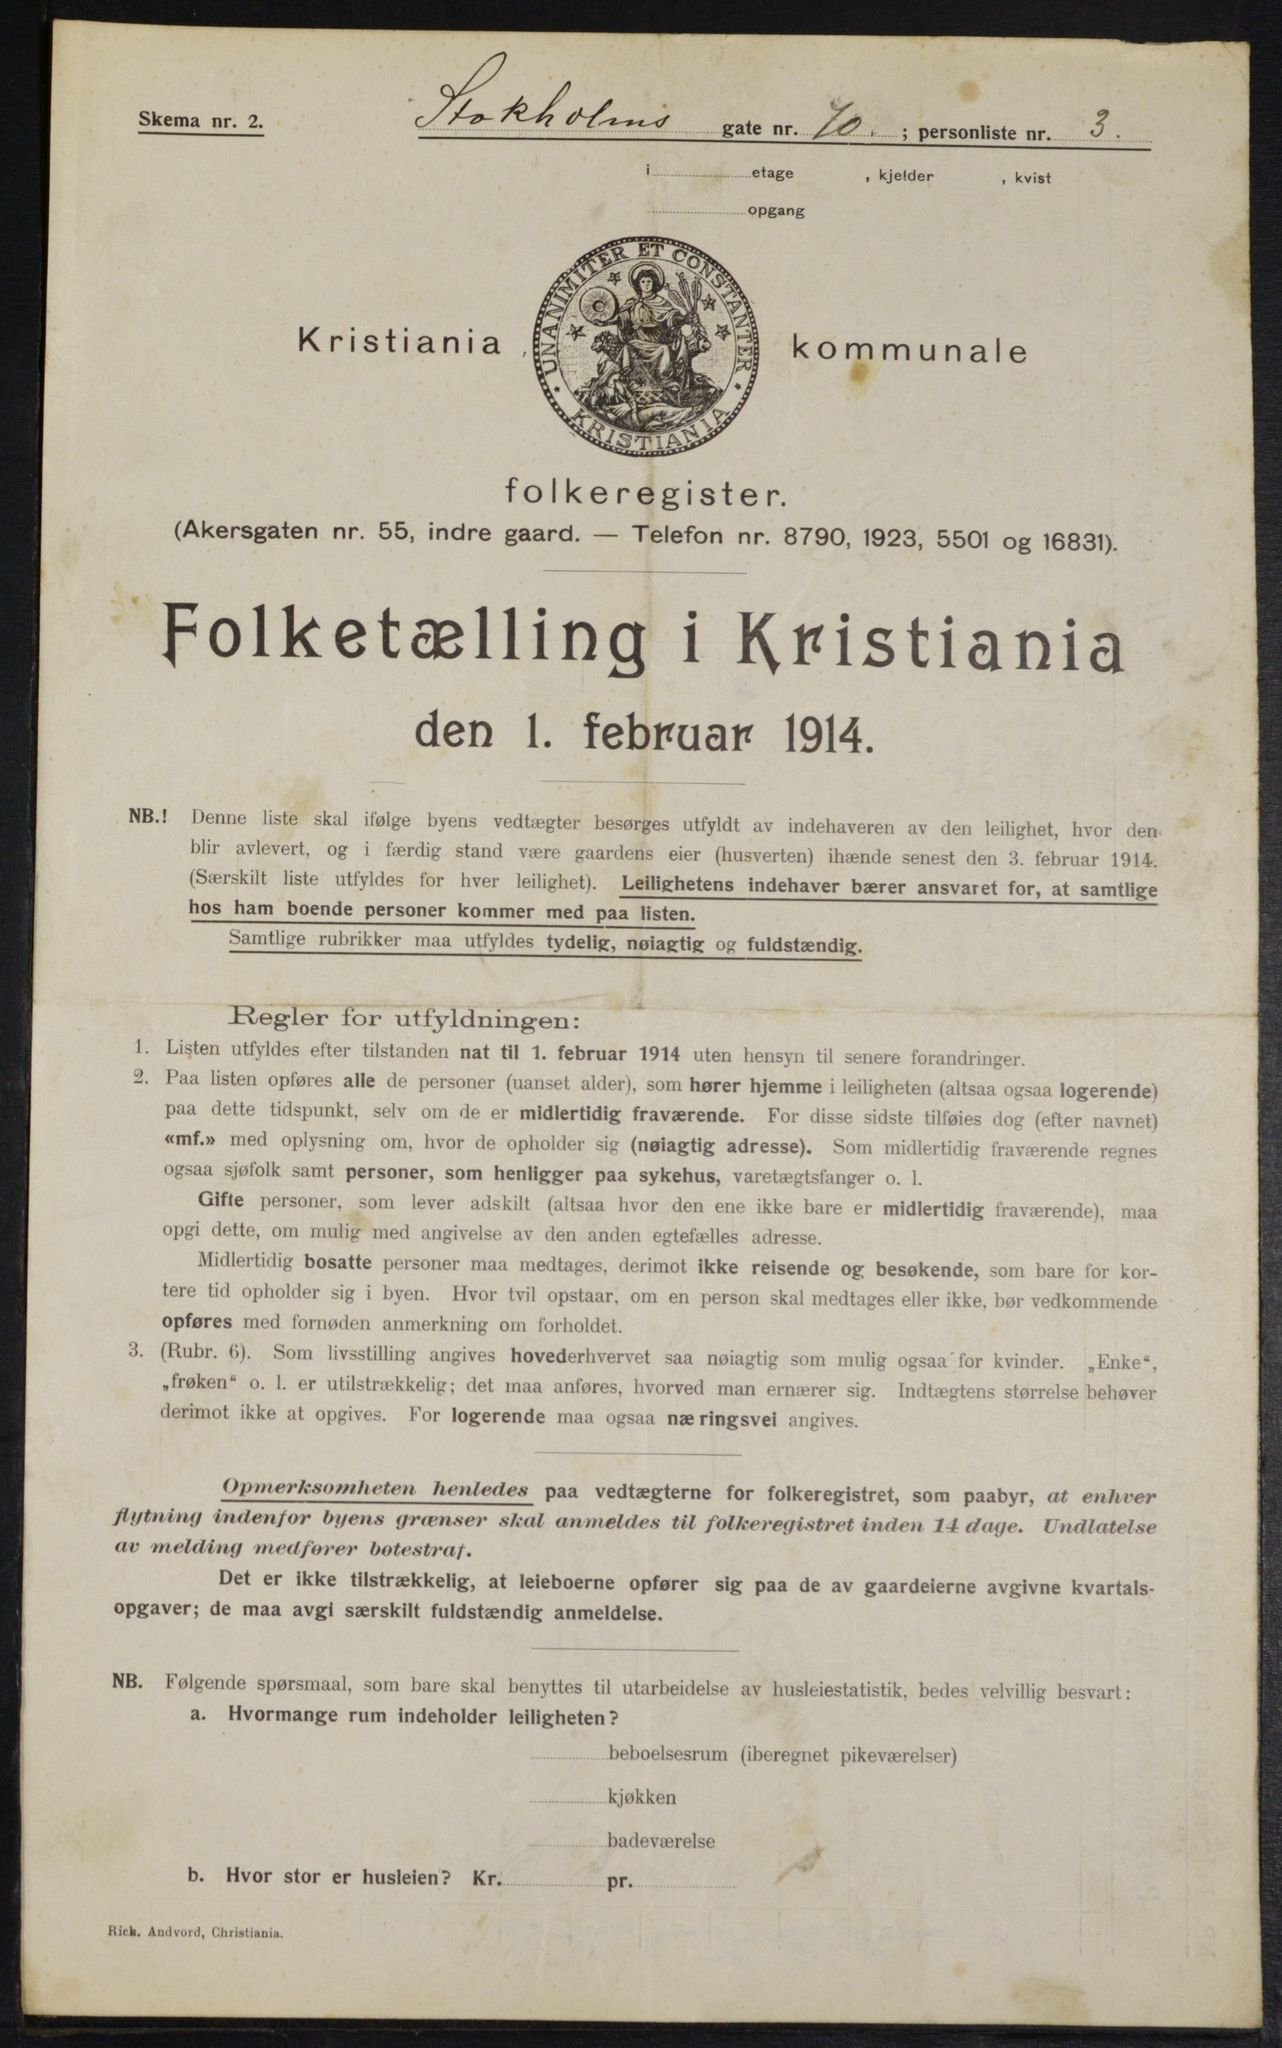 Skema nr. 2.
Stokholms gate nr. 10. ; personliste nr. 3.
i etage , kjelder , kvist
opgang
UNANIMITER ET CONSTANTER
KRISTIANIA
Kristiania kommunale
folkeregister.
(Akersgaten nr. 55, indre gaard. — Telefon nr. 8790, 1923, 5501 og 16831).
Folketælling i Kristiania
den 1. februar 1914.
NB.! Denne liste skal ifølge byens vedtægter besørges utfyldt av indehaveren av den leilighet, hvor den
blir avlevert, og i færdig stand være gaardens eier (husverten) ihænde senest den 3. februar 1914.
(Særskilt liste utfyldes for hver leilighet). Leilighetens indehaver bærer ansvaret for, at samtlige
hos ham boende personer kommer med paa listen.
Samtlige rubrikker maa utfyldes tydelig, nøiagtig og fuldstændig.
Regler for utfyldningen:
1. Listen utfyldes efter tilstanden nat til 1. februar 1914 uten hensyn til senere forandringer.
2. Paa listen opføres alle de personer (uanset alder), som hører hjemme i leiligheten (altsaa ogsaa logerende)
paa dette tidspunkt, selv om de er midlertidig fraværende. For disse sidste tilføies dog (efter navnet)
«mf.» med oplysning om, hvor de opholder sig (nøiagtig adresse). Som midlertidig fraværende regnes
ogsaa sjøfolk samt personer, som henligger paa sykehus, varetægtsfanger o. l.
Gifte personer, som lever adskilt (altsaa hvor den ene ikke bare er midlertidig fraværende), maa
opgi dette, om mulig med angivelse av den anden egtefælles adresse.
Midlertidig bosatte personer maa medtages, derimot ikke reisende og besøkende, som bare for kor-
tere tid opholder sig i byen. Hvor tvil opstaar, om en person skal medtages eller ikke, bør vedkommende
opføres med fornøden anmerkning om forholdet.
3. (Rubr. 6). Som livsstilling angives hovederhvervet saa nøiagtig som mulig ogsaa for kvinder. „Enke“,
„frøken“ o. l. er utilstrækkelig; det maa anføres, hvorved man ernærer sig. Indtægtens størrelse behøver
derimot ikke at opgives. For logerende maa ogsaa næringsvei angives.
Opmerksomheten henledes paa vedtægterne for folkeregistret, som paabyr, at enhver
flytning indenfor byens grænser skal anmeldes til folkeregistret inden 14 dage. Undlatelse
av melding medfører bøtestraf.
Det er ikke tilstrækkelig, at leieboerne opfører sig paa de av gaardeierne avgivne kvartals-
opgaver; de maa avgi særskilt fuldstændig anmeldelse.
NB. Følgende spørsmaal, som bare skal benyttes til utarbeidelse av husleiestatistik, bedes velvillig besvart:
a. Hvormange rum indeholder leiligheten?
beboelsesrum (iberegnet pikeværelser)
kjøkken
badeværelse
b. Hvor stor er husleien? Kr. pr.
Rich. Andvord, Christiania.